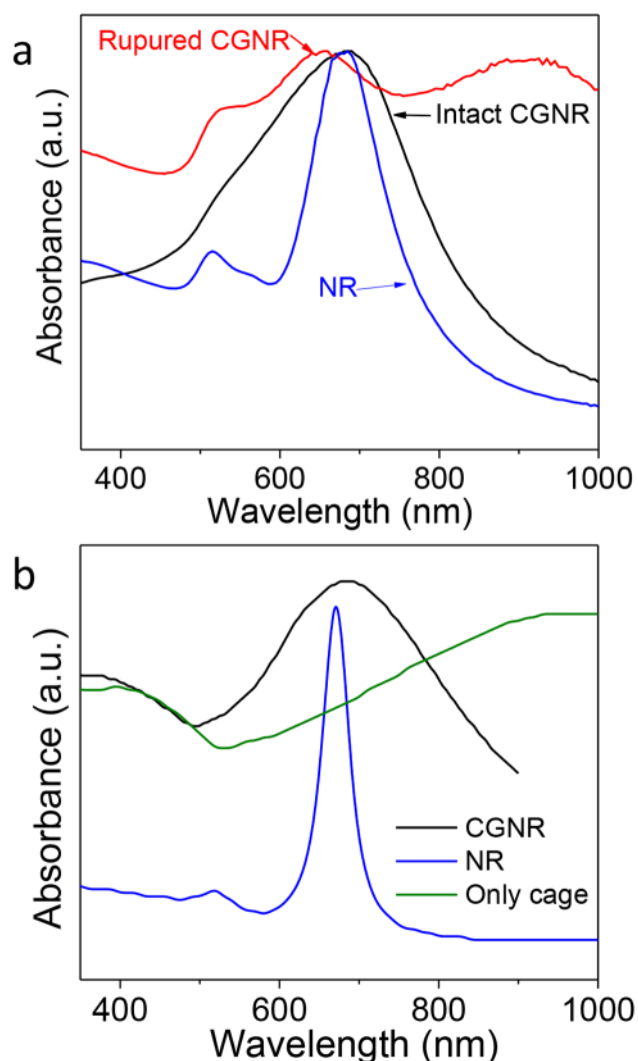 a
Rupured CGNR
Intact CGNR
NR
Absorbance (a.u.)
400 600 800 1000
Wavelength (nm)
b
CGNR
NR
Only cage
Absorbance (a.u.)
400 600 800 1000
Wavelength (nm)